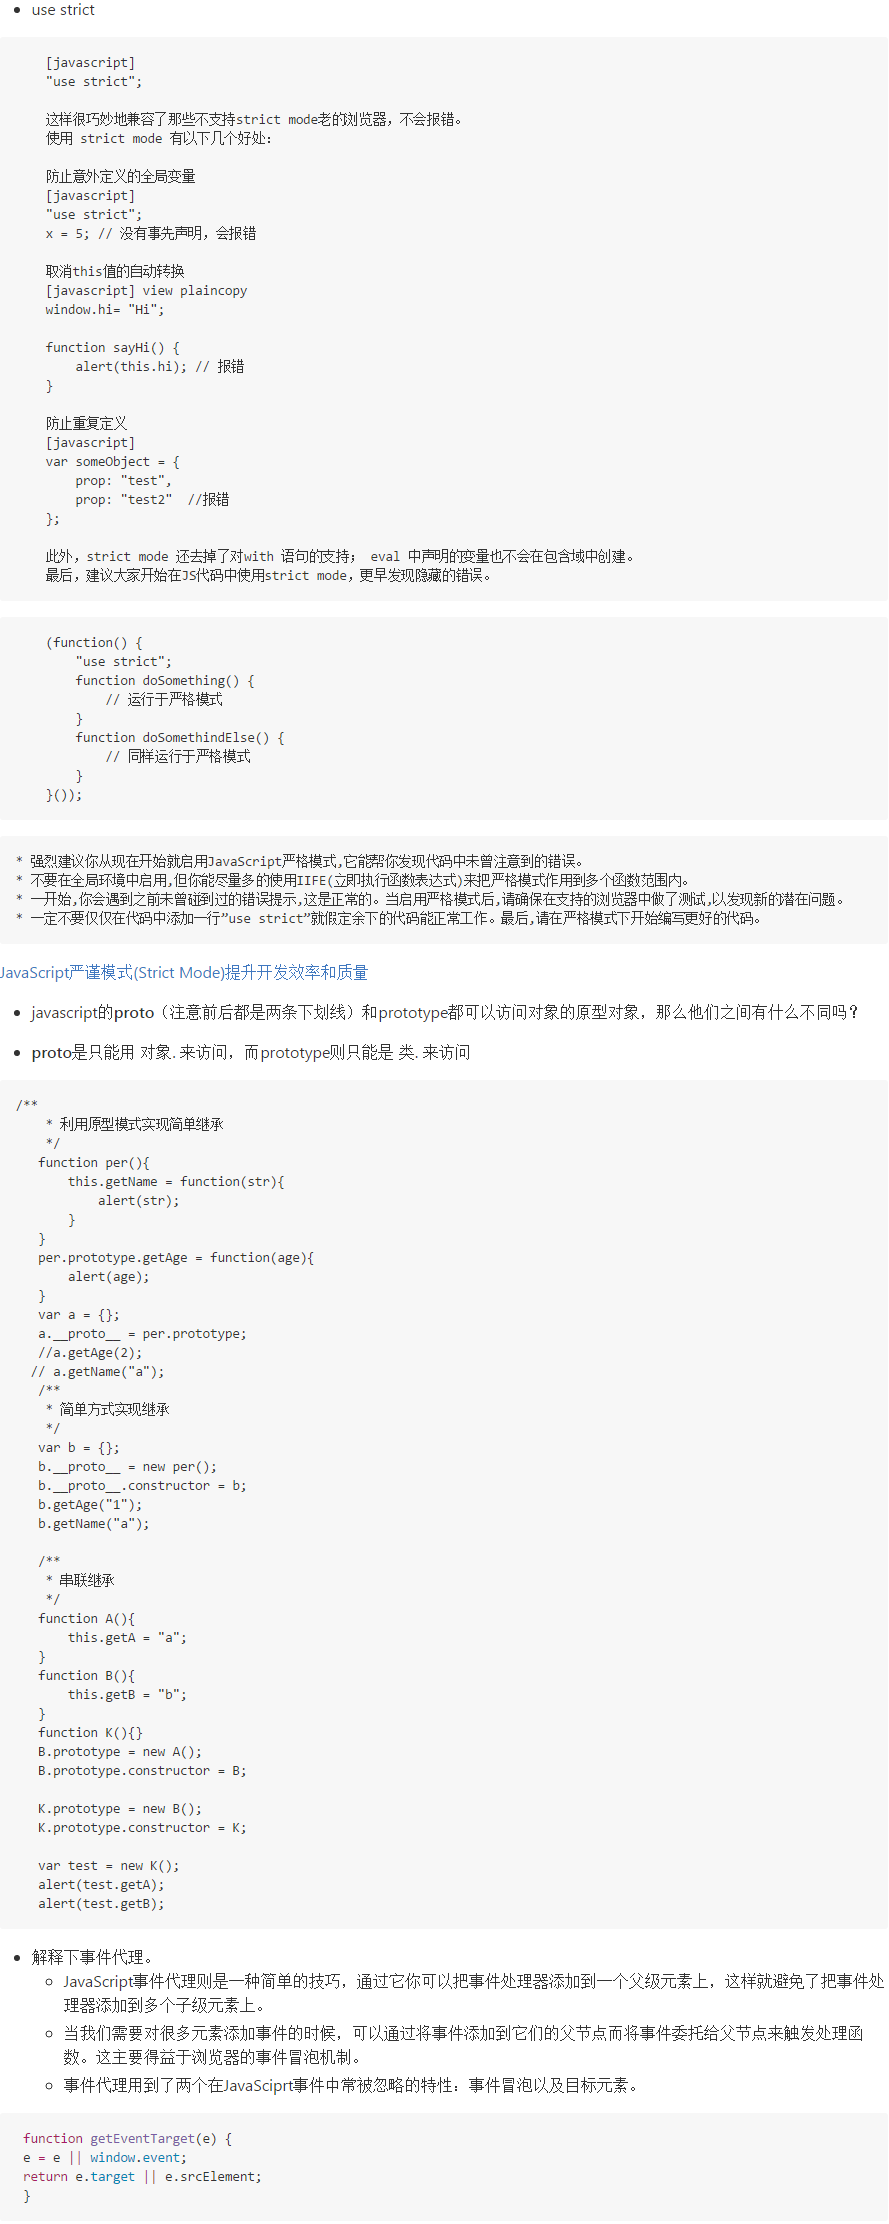 use strict
[javascript]
"use strict";
这样很巧妙地兼容了那些不支持strict mode老的浏览器，不会报错。
使用 strict mode 有以下几个好处：
防止意外定义的全局变量
[javascript]
"use strict";
x = 5; // 没有事先声明，会报错
取消this值的自动转换
[javascript] view plaincopy
window.hi= "Hi";
function sayHi() {
alert(this.hi); // 报错
}
防止重复定义
[javascript]
var someObject = {
prop: "test",
prop: "test2"  //报错
};
此外，strict mode 还去掉了对with 语句的支持； eval 中声明的变量也不会在包含域中创建。
最后，建议大家开始在JS代码中使用strict mode，更早发现隐藏的错误。
(function() {
"use strict";
function doSomething() {
// 运行于严格模式
}
function doSomethindElse() {
// 同样运行于严格模式
}
}());
* 强烈建议你从现在开始就启用JavaScript严格模式,它能帮你发现代码中未曾注意到的错误。
* 不要在全局环境中启用,但你能尽量多的使用IIFE(立即执行函数表达式)来把严格模式作用到多个函数范围内。
* 一开始,你会遇到之前未曾碰到过的错误提示,这是正常的。当启用严格模式后,请确保在支持的浏览器中做了测试,以发现新的潜在问题。
* 一定不要仅仅在代码中添加一行”use strict”就假定余下的代码能正常工作。最后,请在严格模式下开始编写更好的代码。
JavaScript严谨模式(Strict Mode)提升开发效率和质量
javascript的proto（注意前后都是两条下划线）和prototype都可以访问对象的原型对象，那么他们之间有什么不同吗？
proto是只能用 对象. 来访问，而prototype则只能是 类. 来访问
/**
* 利用原型模式实现简单继承
*/
function per(){
this.getName = function(str){
alert(str);
}
}
per.prototype.getAge = function(age){
alert(age);
}
var a = {};
a.__proto__ = per.prototype;
//a.getAge(2);
// a.getName("a");
/**
* 简单方式实现继承
*/
var b = {};
b.__proto__ = new per();
b.__proto__.constructor = b;
b.getAge("1");
b.getName("a");
/**
* 串联继承
*/
function A(){
this.getA = "a";
}
function B(){
this.getB = "b";
}
function K(){}
B.prototype = new A();
B.prototype.constructor = B;
K.prototype = new B();
K.prototype.constructor = K;
var test = new K();
alert(test.getA);
alert(test.getB);
解释下事件代理。
JavaScript事件代理则是一种简单的技巧，通过它你可以把事件处理器添加到一个父级元素上，这样就避免了把事件处
理器添加到多个子级元素上。
当我们需要对很多元素添加事件的时候，可以通过将事件添加到它们的父节点而将事件委托给父节点来触发处理函
数。这主要得益于浏览器的事件冒泡机制。
事件代理用到了两个在JavaSciprt事件中常被忽略的特性：事件冒泡以及目标元素。
function getEventTarget(e) {
e = e || window.event;
return e.target || e.srcElement;
}